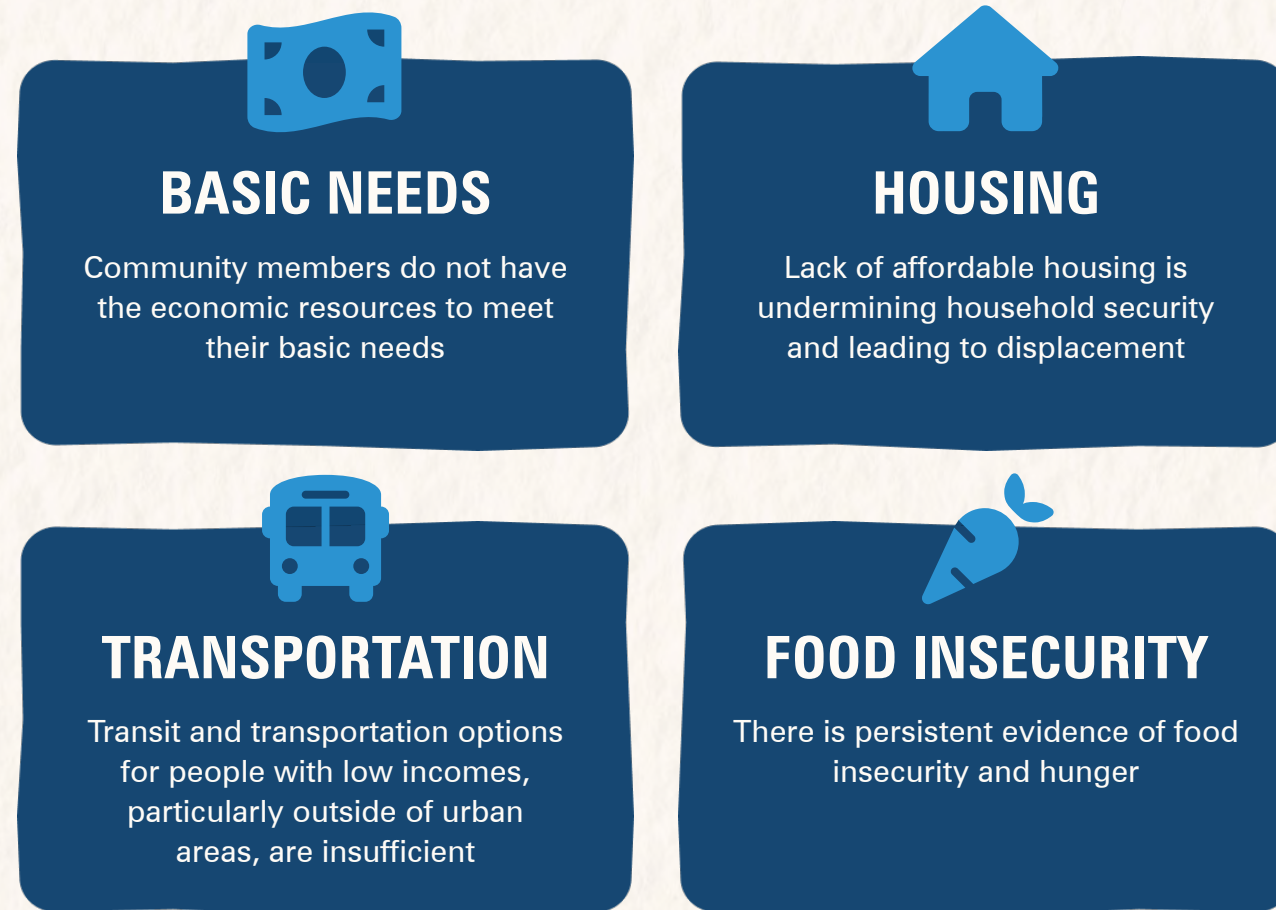 BASIC NEEDS
Community members do not have
the economic resources to meet
their basic needs
HOUSING
Lack of affordable housing is
undermining household security
and leading to displacement
TRANSPORTATION
Transit and transportation options
for people with low incomes,
particularly outside of urban
areas, are insufficient
FOOD INSECURITY
There is persistent evidence of food
insecurity and hunger